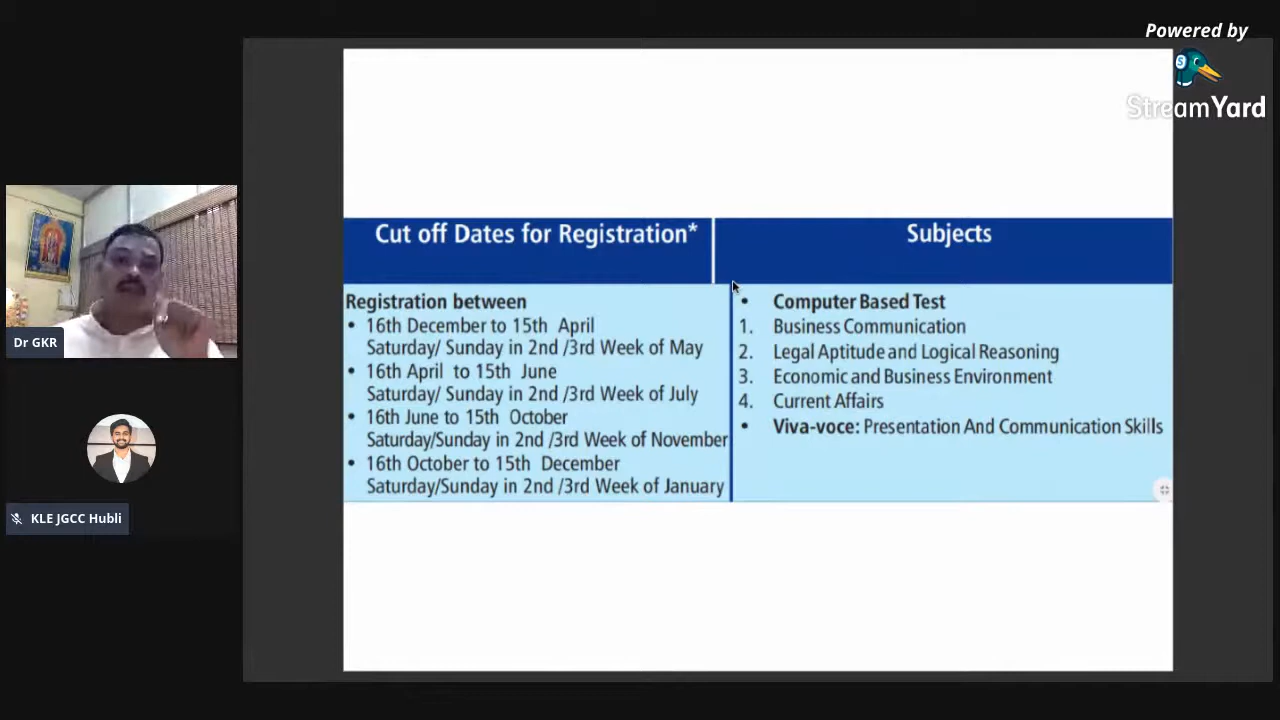 Powered by
StreamYard
Cut off Dates for Registration*
Subjects
Registration between
• 16th December to 15th April
Saturday/ Sunday in 2nd /3rd Week of May
• 16th April to 15th June
Saturday/ Sunday in 2nd /3rd Week of July
• 16th June to 15th October
Saturday/Sunday in 2nd /3rd Week of November
• 16th October to 15th December
Saturday/Sunday in 2nd /3rd Week of January
• Computer Based Test
1. Business Communication
2. Legal Aptitude and Logical Reasoning
3. Economic and Business Environment
4. Current Affairs
• Viva-voce: Presentation And Communication Skills
Dr GKR
KLE JGCC Hubli